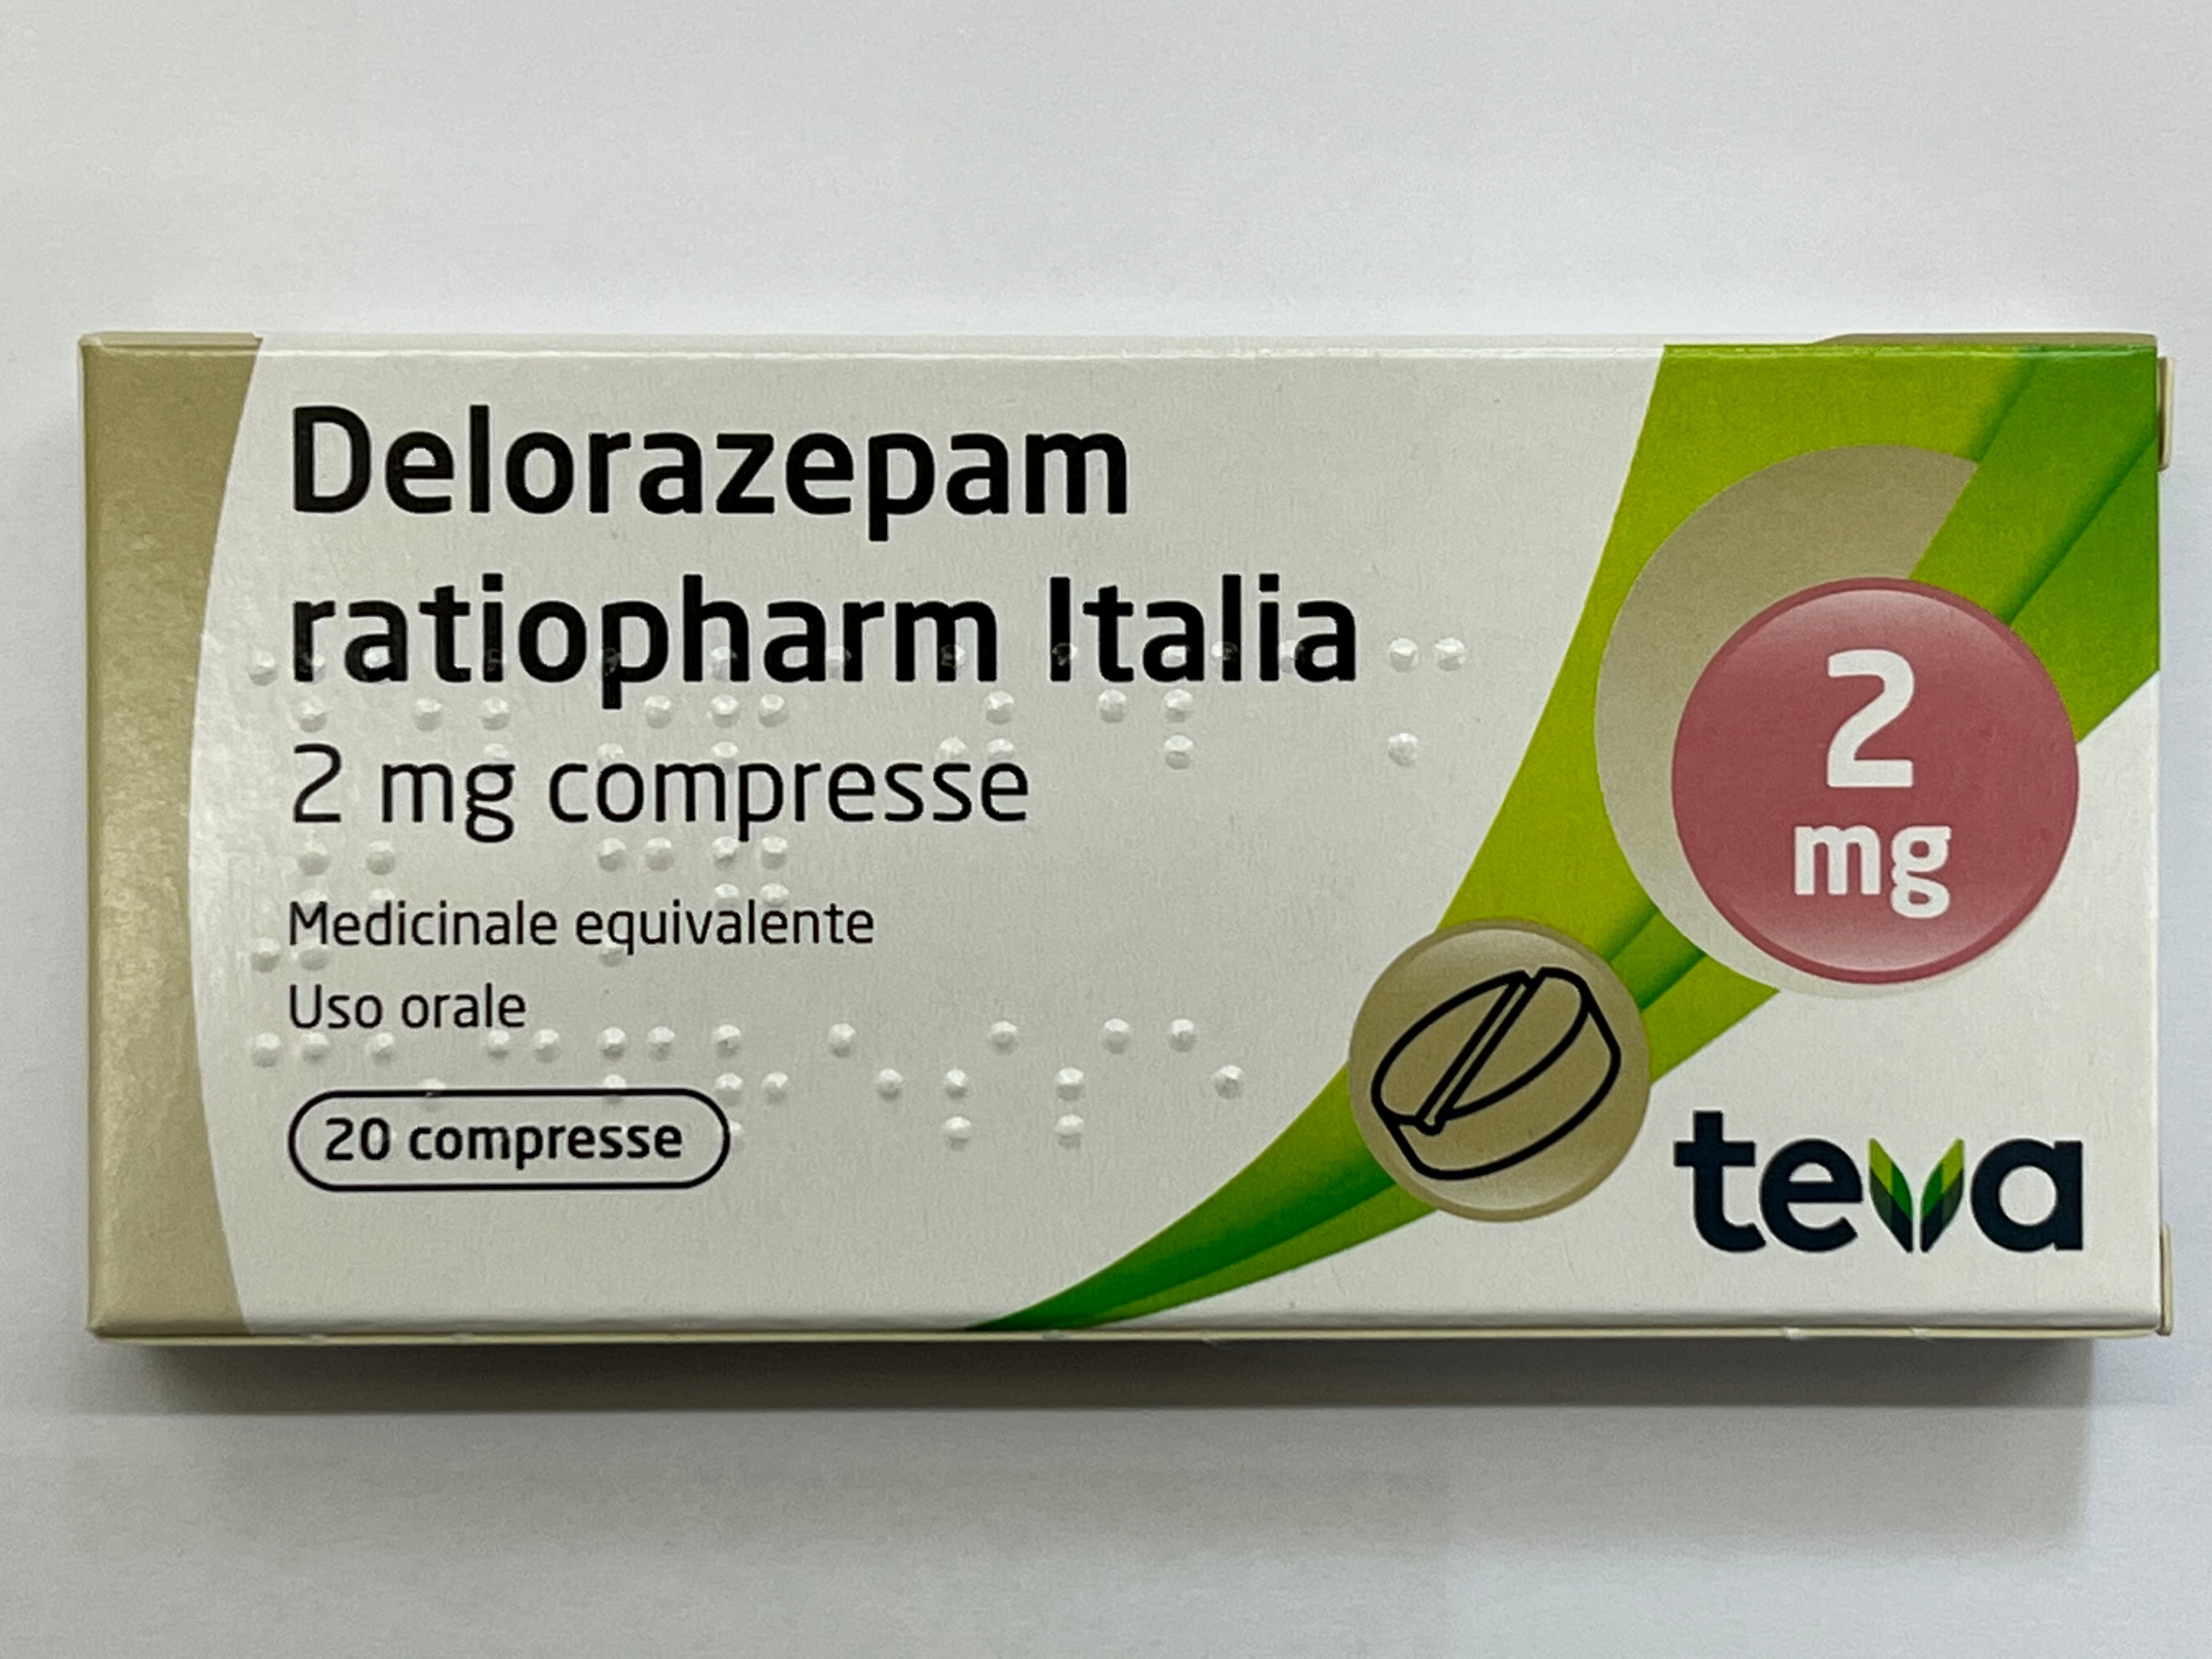 Delorazepam
ratiopharm Italia
2 mg compresse
Medicinale equivalente
Uso orale
20 compresse
2
mg
teva